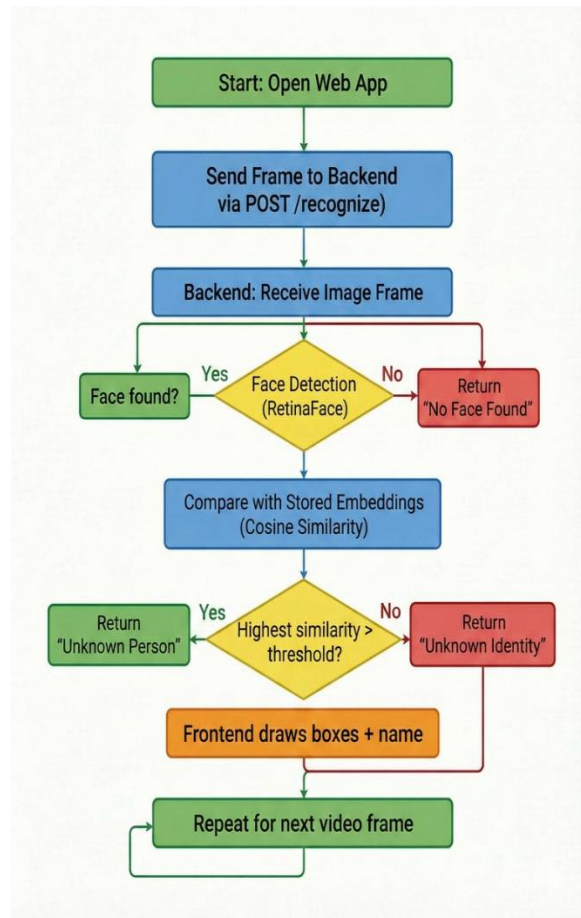 Start: Open Web App
Send Frame to Backend
via POST /recognize)
Backend: Receive Image Frame
Yes
No
Face found?
Face Detection
(RetinaFace)
Return
“No Face Found”
Compare with Stored Embeddings
(Cosine Similarity)
Yes
No
Return
“Unknown Person”
Highest similarity >
threshold?
Return
“Unknown Identity”
Frontend draws boxes + name
Repeat for next video frame